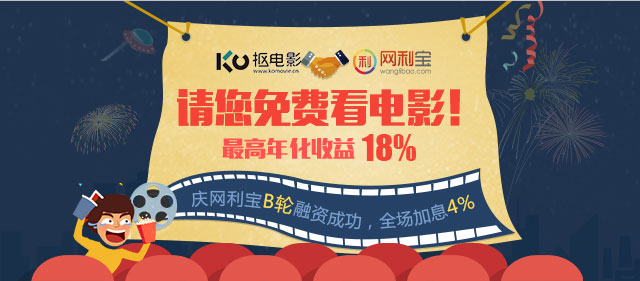 KO 抠电影
www.komovie.cn
利 网利宝
wanglibao.com
请您免费看电影!
最高年化收益 18%
庆网利宝B轮融资成功，全场加息4%